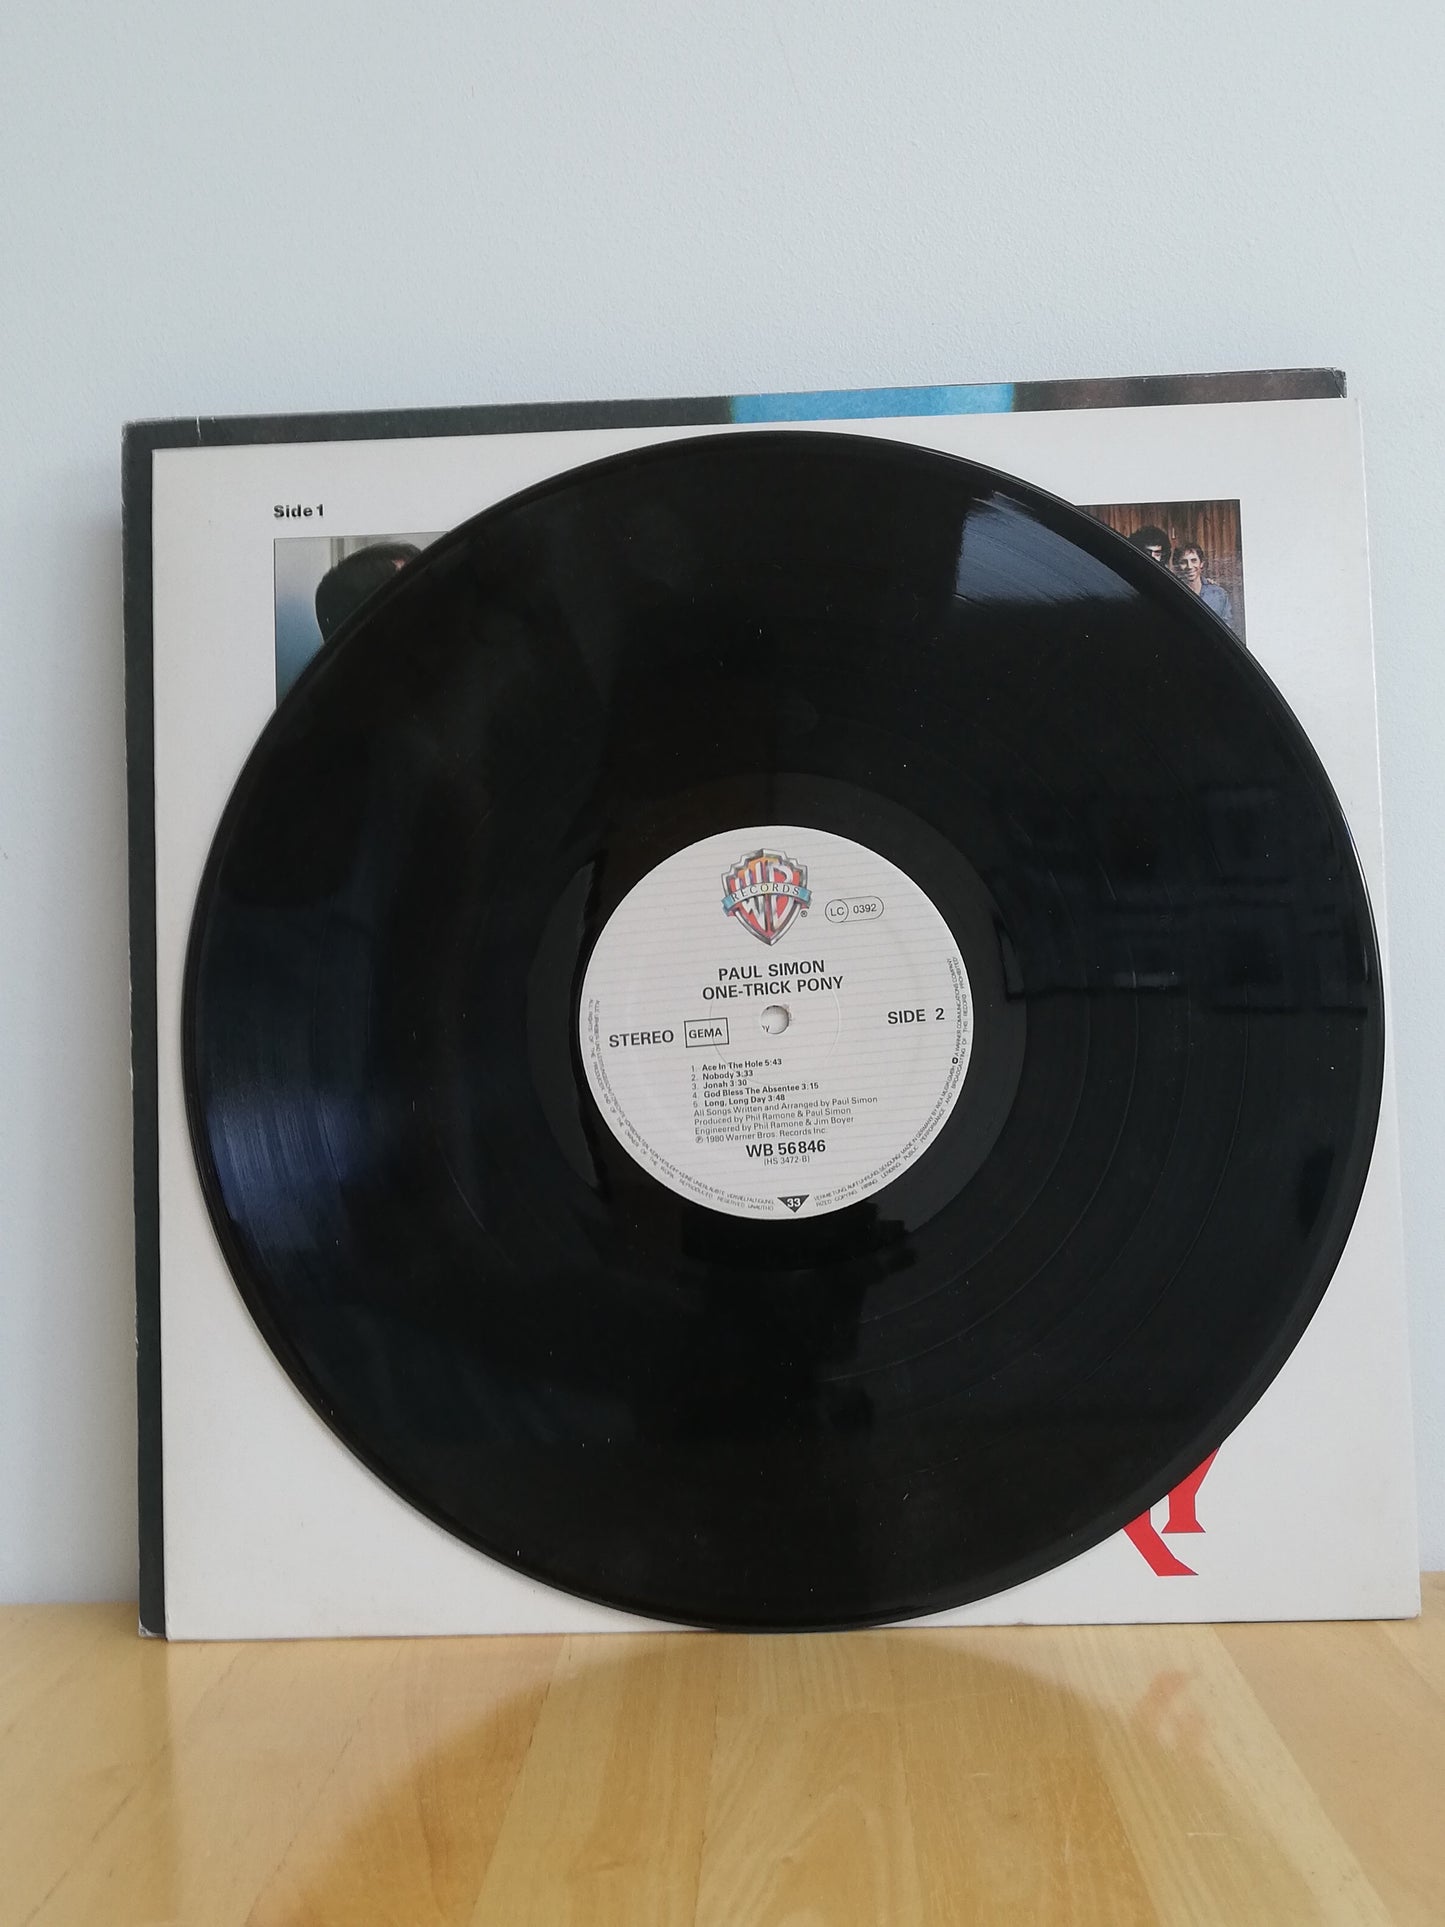 Side 1
WB
RECORDS
®
LC 0392
PAUL SIMON
ONE-TRICK PONY
STEREO
GEMA
SIDE 2
1. Ace In The Hole 5:43
2. Nobody 3:33
3. Jonah 3:30
4. God Bless The Absentee 3:15
5. Long, Long Day 3:48
All Songs Written and Arranged by Paul Simon
Produced by Phil Ramone & Paul Simon
Engineered by Phil Ramone & Jim Boyer
℗ 1980 Warner Bros. Records Inc.
WB 56 846
(HS 3472-B)
33